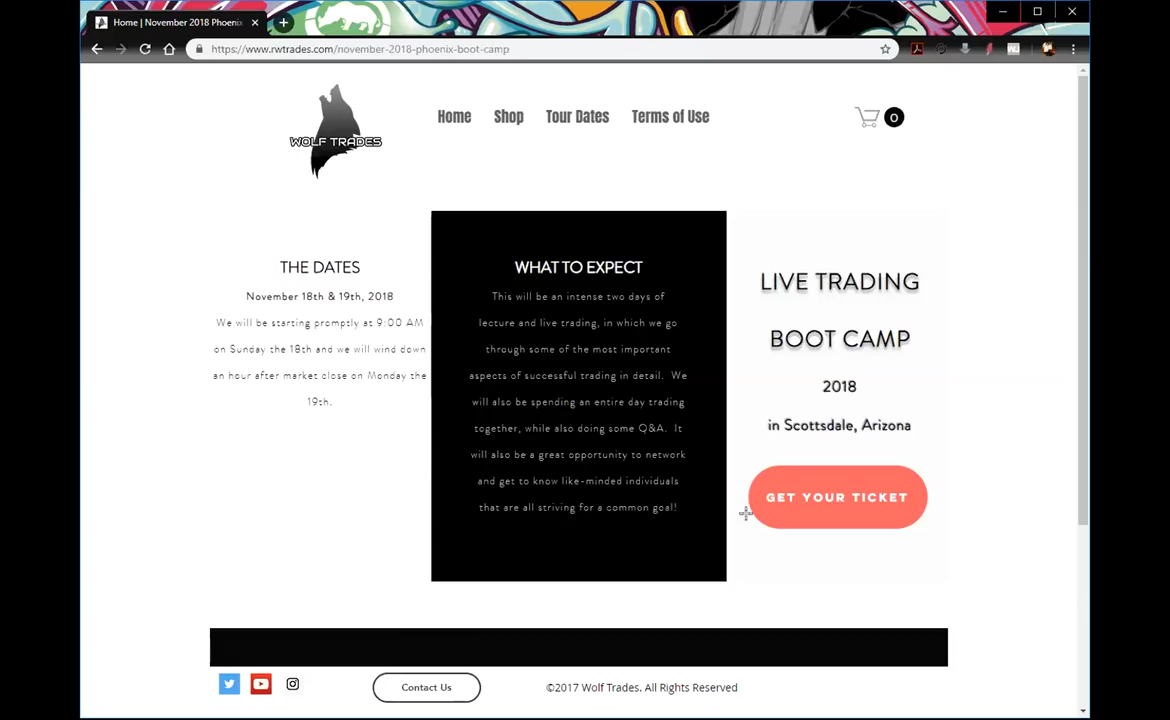 Home | November 2018 Phoenix
https://www.rwtrades.com/november-2018-phoenix-boot-camp
WOLF TRADES
Home Shop Tour Dates Terms of Use
0
THE DATES
November 18th & 19th, 2018
We will be starting promptly at 9:00 AM
on Sunday the 18th and we will wind down
an hour after market close on Monday the
19th.
WHAT TO EXPECT
This will be an intense two days of
lecture and live trading, in which we go
through some of the most important
aspects of successful trading in detail. We
will also be spending an entire day trading
together, while also doing some Q&A. It
will also be a great opportunity to network
and get to know like-minded individuals
that are all striving for a common goal!
LIVE TRADING
BOOT CAMP
2018
in Scottsdale, Arizona
GET YOUR TICKET
Contact Us
©2017 Wolf Trades. All Rights Reserved